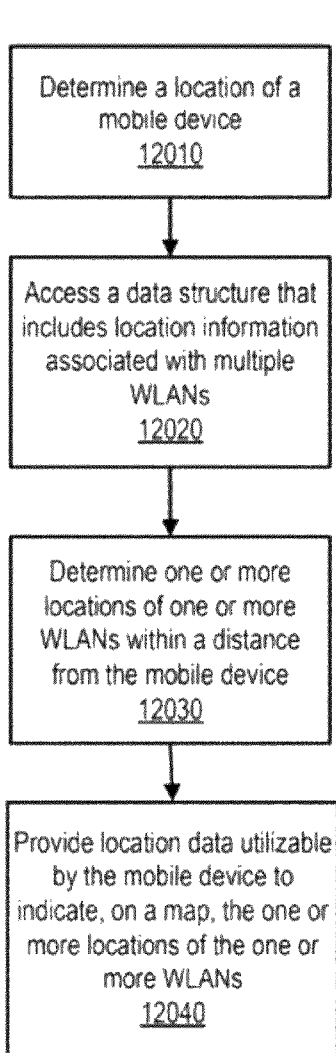 Determine a location of a
mobile device
12010
Access a data structure that
includes location information
associated with multiple
WLANs
12020
Determine one or more
locations of one or more
WLANs within a distance
from the mobile device
12030
Provide location data utilizable
by the mobile device to
indicate, on a map, the one or
more locations of the one or
more WLANs
12040